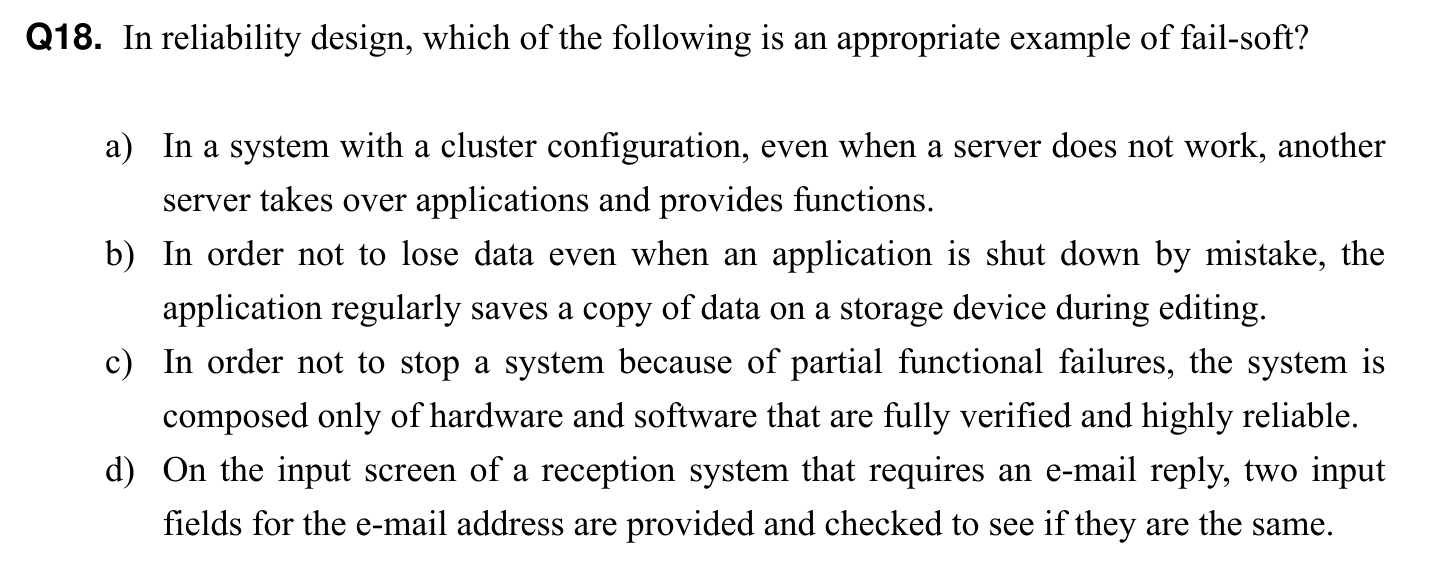 Q18. In reliability design, which of the following is an appropriate example of fail-soft?
a) In a system with a cluster configuration, even when a server does not work, another
server takes over applications and provides functions.
b) In order not to lose data even when an application is shut down by mistake, the
application regularly saves a copy of data on a storage device during editing.
c) In order not to stop a system because of partial functional failures, the system is
composed only of hardware and software that are fully verified and highly reliable.
d) On the input screen of a reception system that requires an e-mail reply, two input
fields for the e-mail address are provided and checked to see if they are the same.